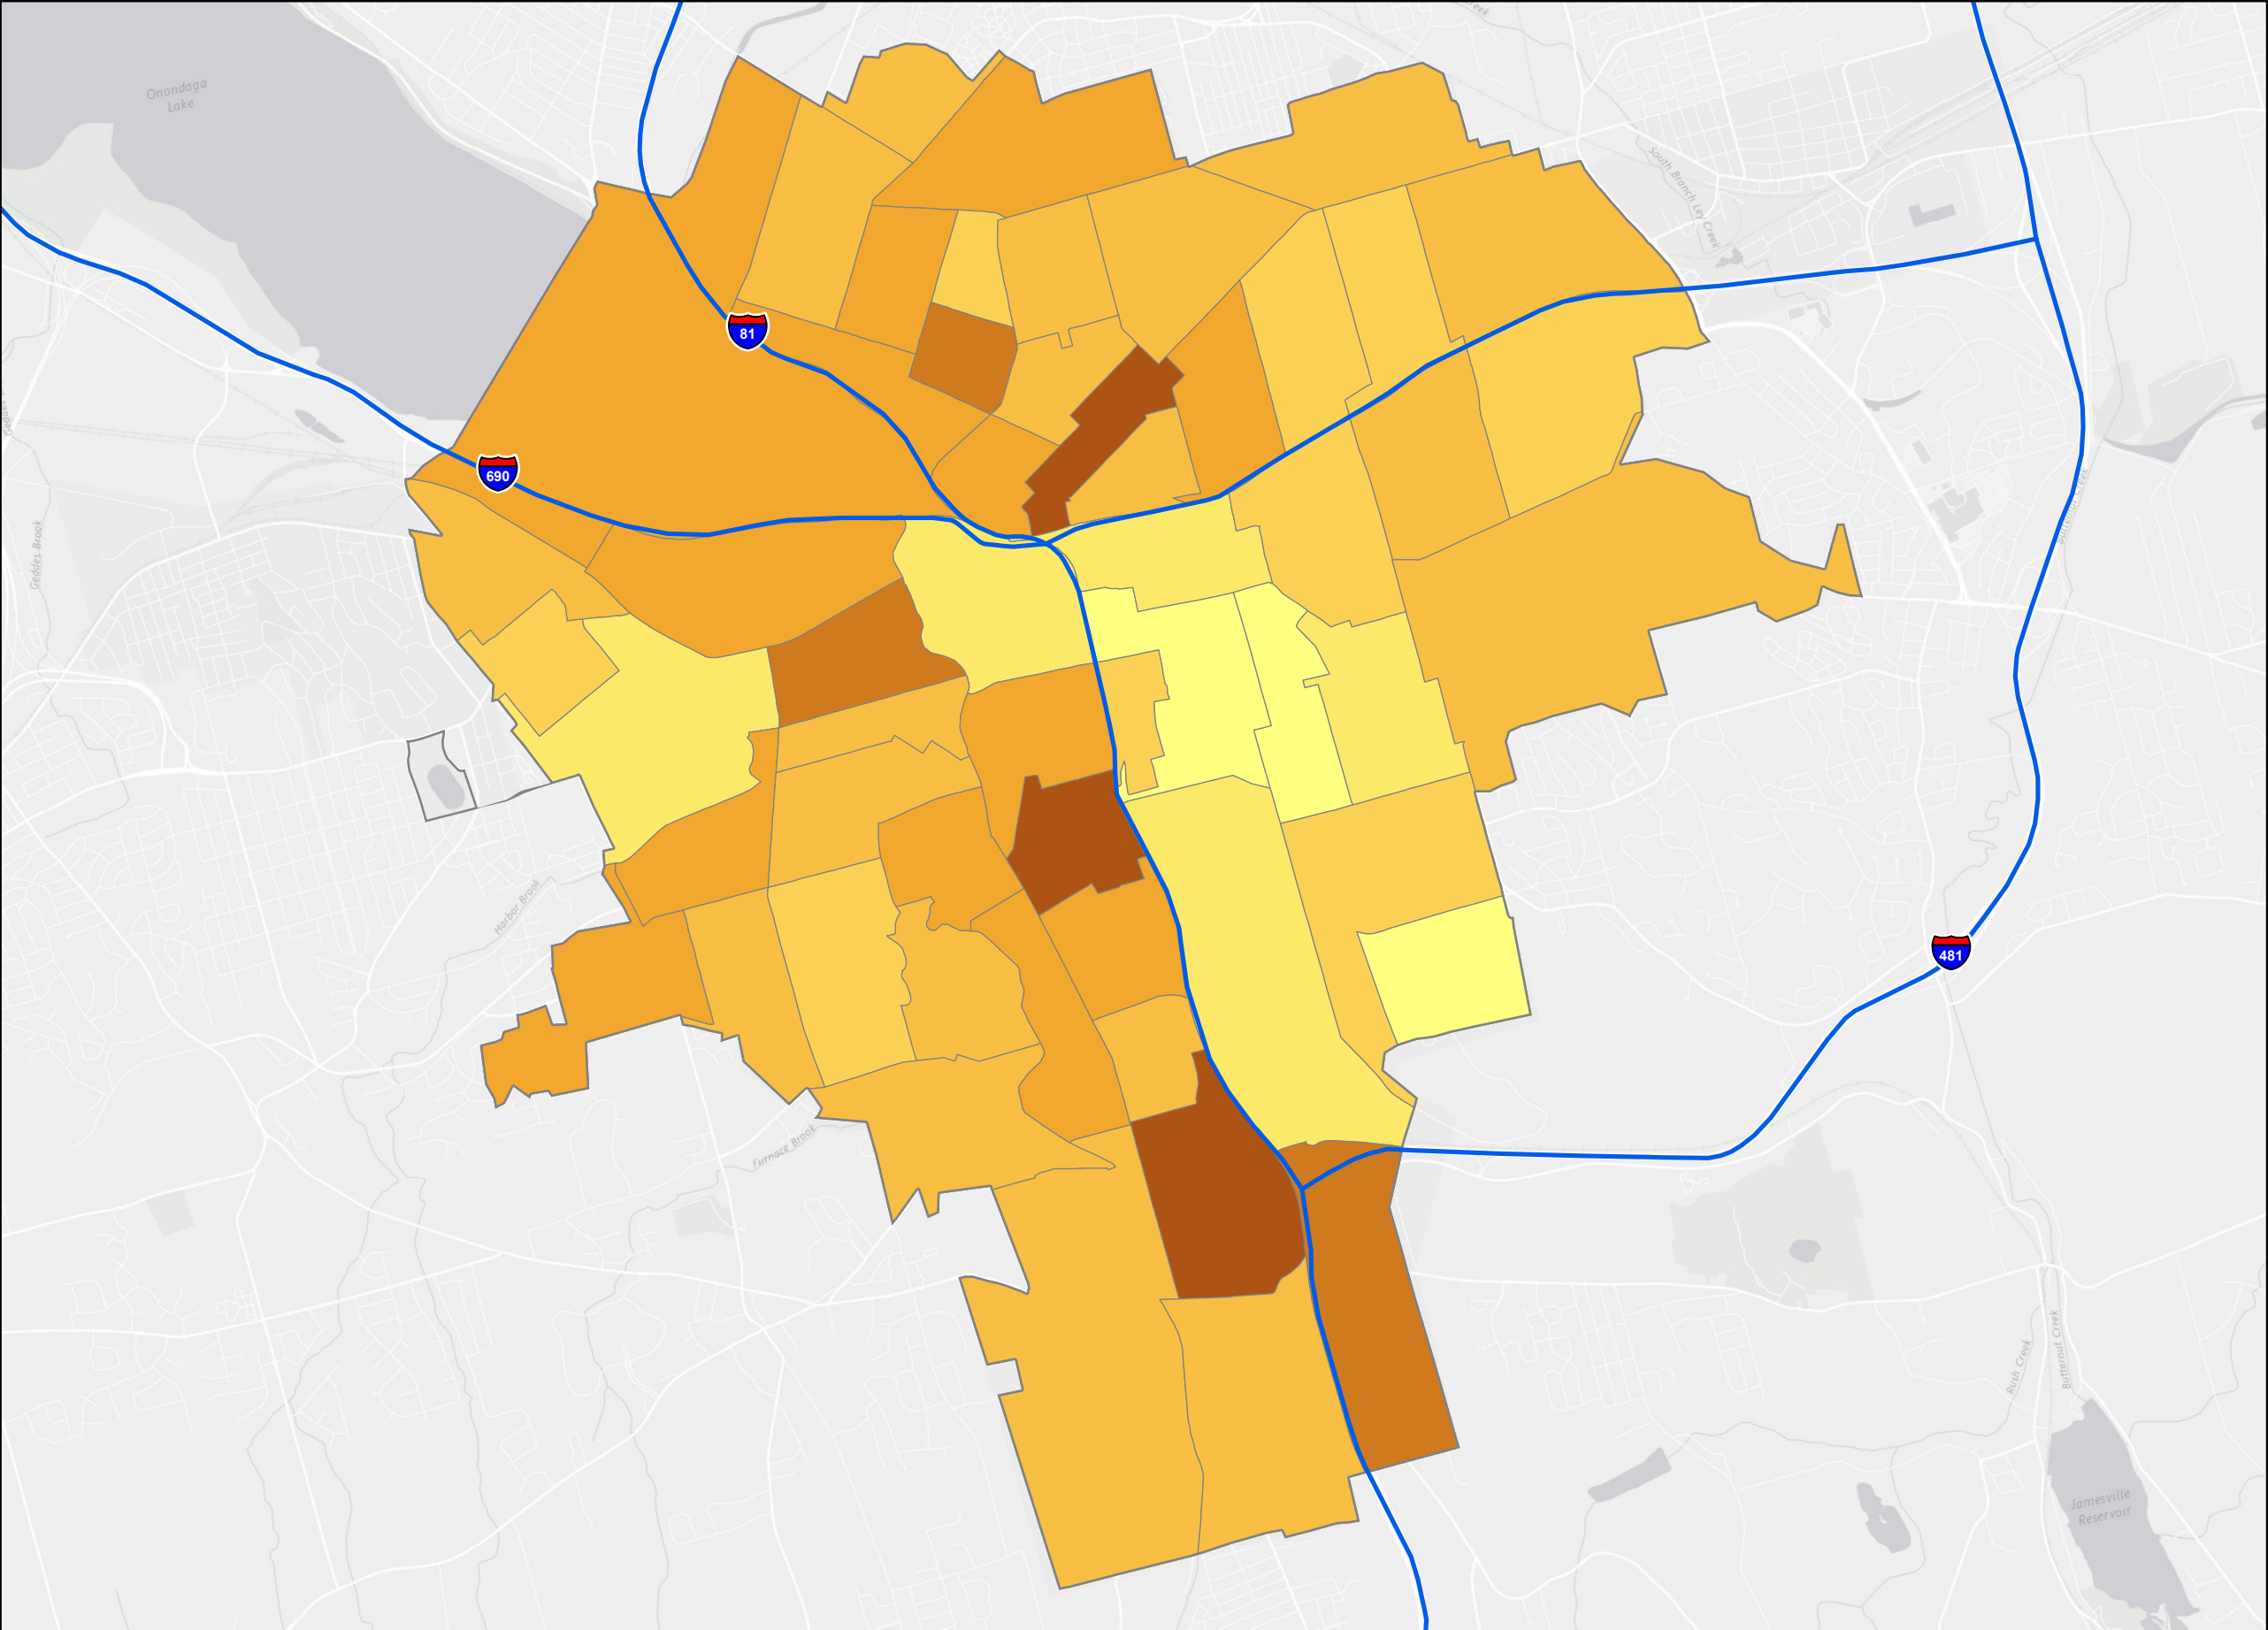 Creek
Onondaga
Lake
South Branch Ley Creek
81
690
Geddes Brook
Butternut Creek
Harbor Brook
481
Furnace Brook
Rush Creek
Butternut Creek
Jamesville
Reservoir